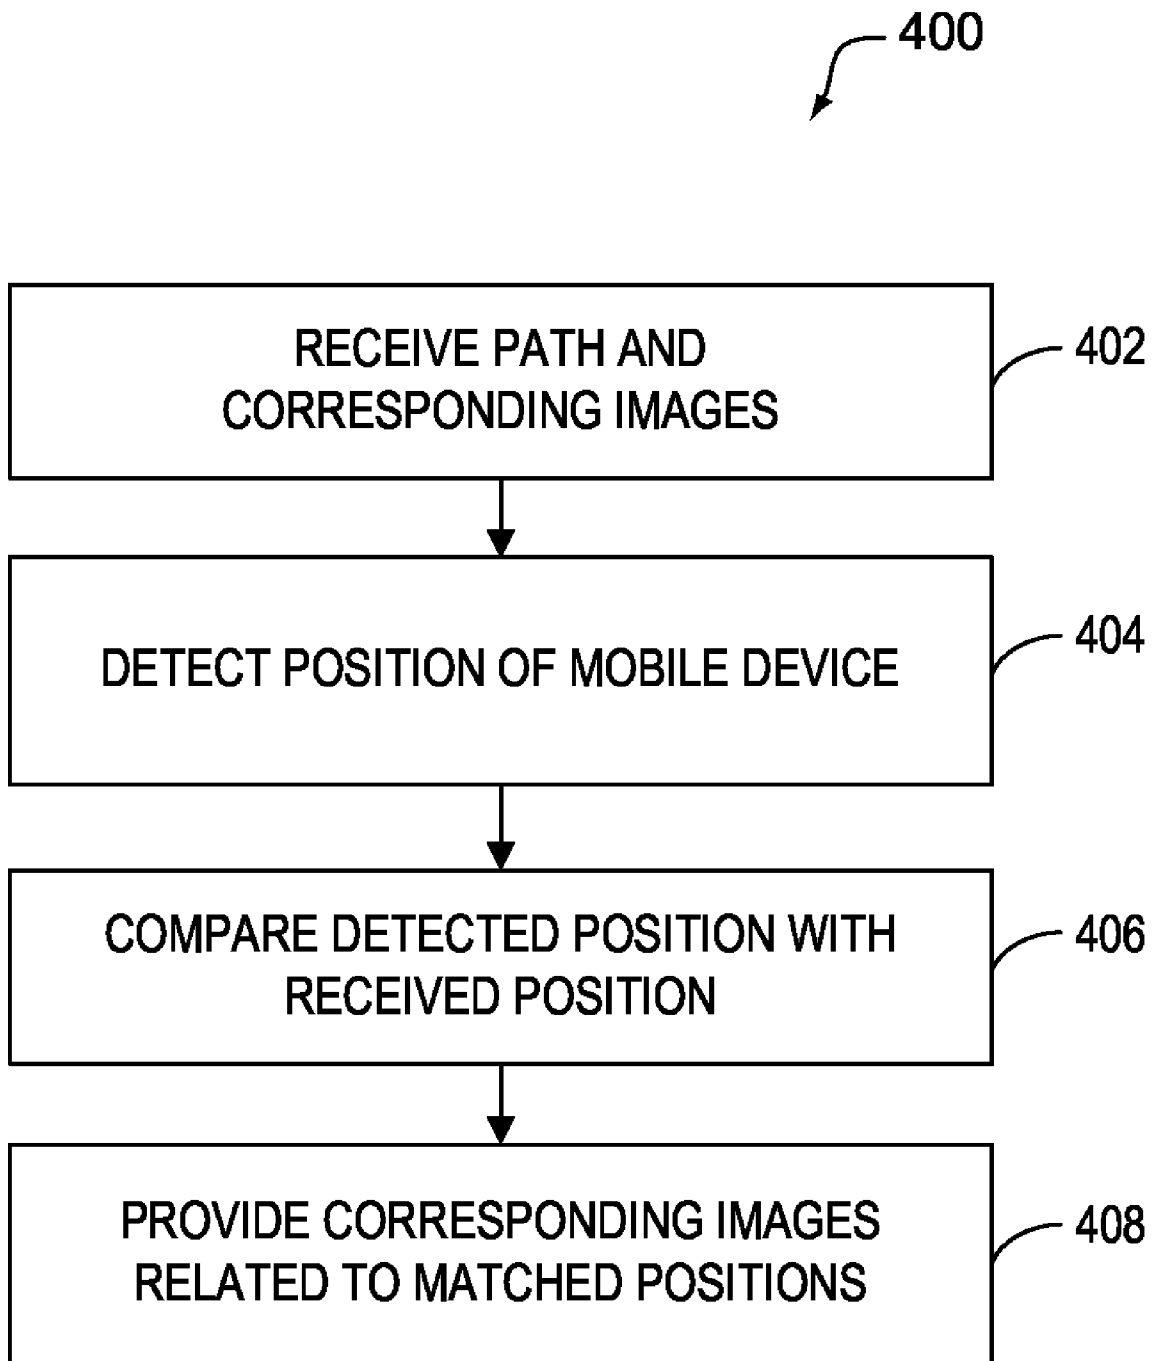 400
RECEIVE PATH AND
CORRESPONDING IMAGES
402
DETECT POSITION OF MOBILE DEVICE
404
COMPARE DETECTED POSITION WITH
RECEIVED POSITION
406
PROVIDE CORRESPONDING IMAGES
RELATED TO MATCHED POSITIONS
408